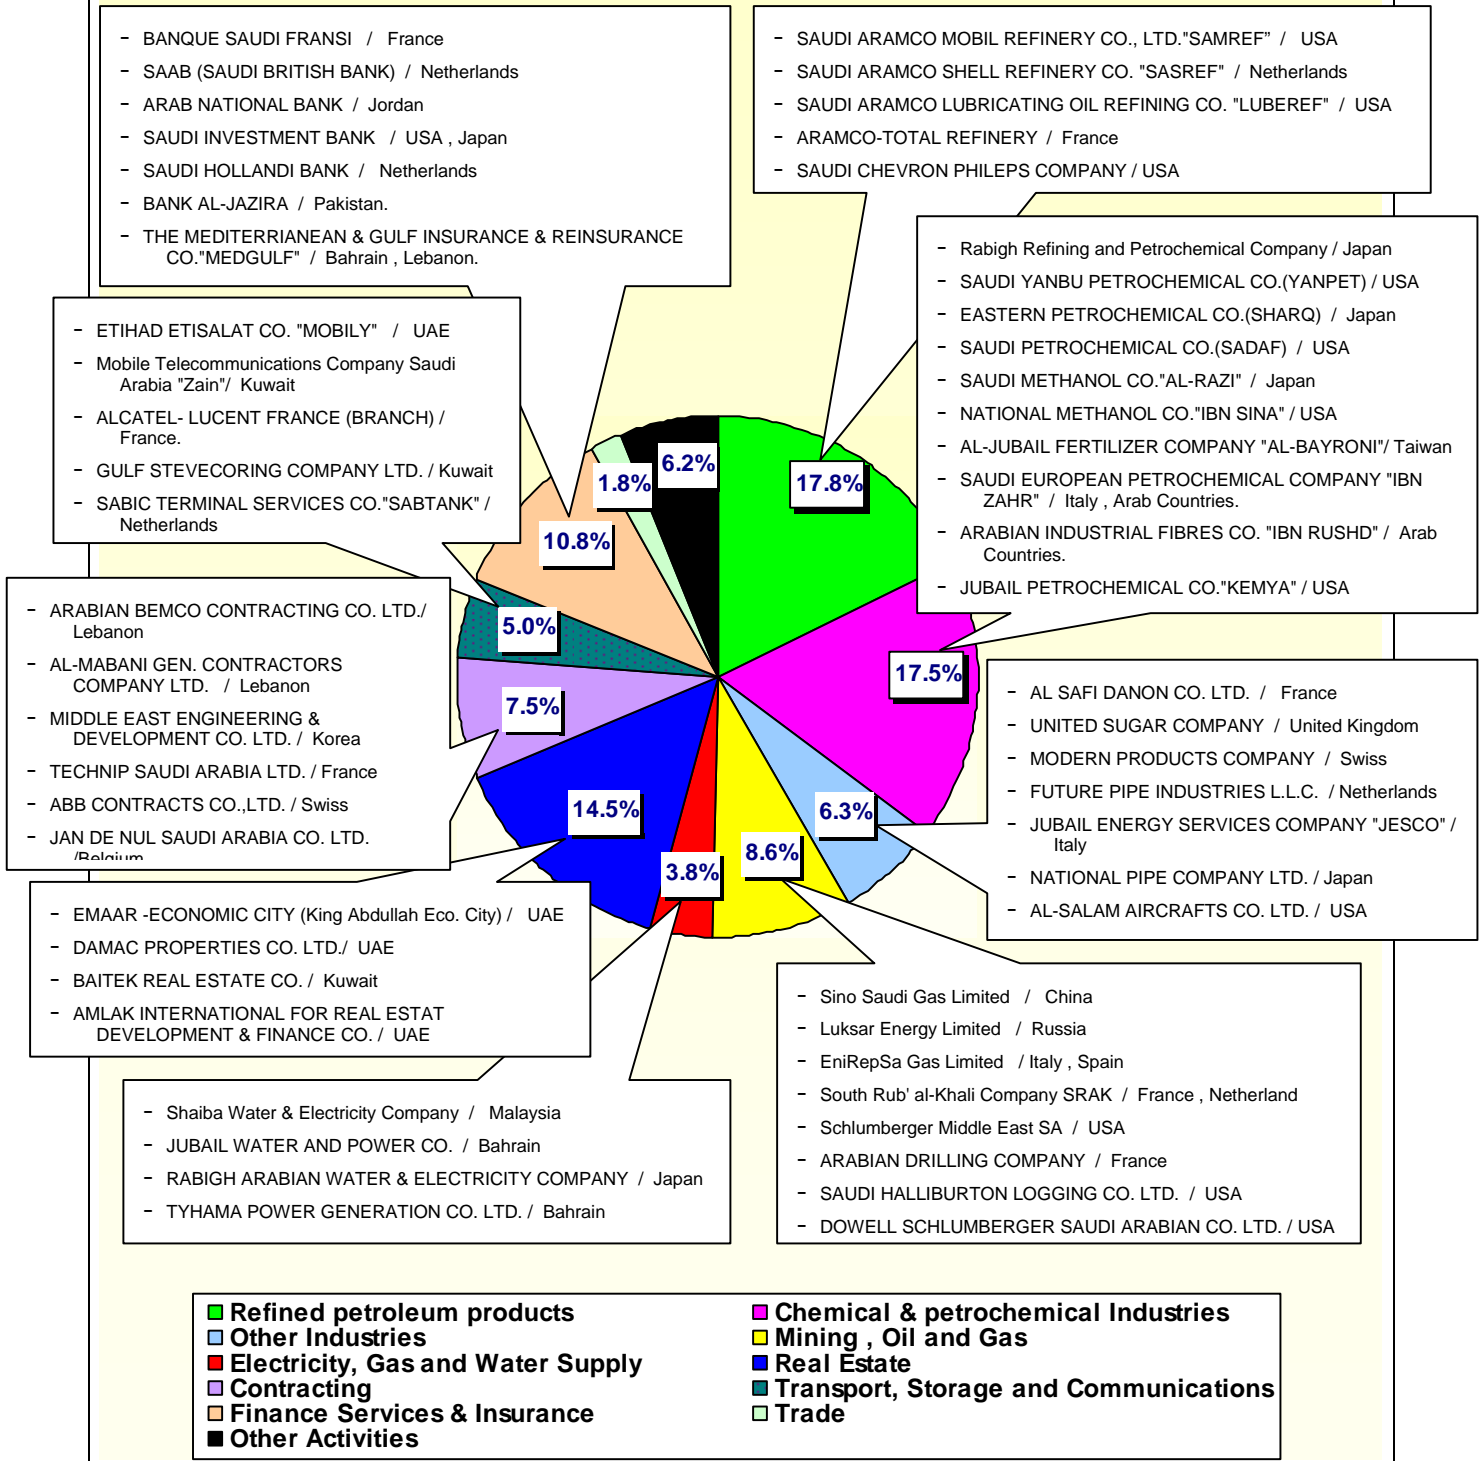 - BANQUE SAUDI FRANSI / France
- SAAB (SAUDI BRITISH BANK) / Netherlands
- ARAB NATIONAL BANK / Jordan
- SAUDI INVESTMENT BANK / USA , Japan
- SAUDI HOLLANDI BANK / Netherlands
- BANK AL-JAZIRA / Pakistan.
- THE MEDITERRIANEAN & GULF INSURANCE & REINSURANCE
CO."MEDGULF" / Bahrain , Lebanon.
- SAUDI ARAMCO MOBIL REFINERY CO., LTD."SAMREF” / USA
- SAUDI ARAMCO SHELL REFINERY CO. "SASREF" / Netherlands
- SAUDI ARAMCO LUBRICATING OIL REFINING CO. "LUBEREF" / USA
- ARAMCO-TOTAL REFINERY / France
- SAUDI CHEVRON PHILEPS COMPANY / USA
- Rabigh Refining and Petrochemical Company / Japan
- SAUDI YANBU PETROCHEMICAL CO.(YANPET) / USA
- EASTERN PETROCHEMICAL CO.(SHARQ) / Japan
- SAUDI PETROCHEMICAL CO.(SADAF) / USA
- SAUDI METHANOL CO."AL-RAZI" / Japan
- NATIONAL METHANOL CO."IBN SINA" / USA
- AL-JUBAIL FERTILIZER COMPANY "AL-BAYRONI"/ Taiwan
- SAUDI EUROPEAN PETROCHEMICAL COMPANY "IBN
ZAHR" / Italy , Arab Countries.
- ARABIAN INDUSTRIAL FIBRES CO. "IBN RUSHD" / Arab
Countries.
- JUBAIL PETROCHEMICAL CO."KEMYA" / USA
- ETIHAD ETISALAT CO. "MOBILY" / UAE
- Mobile Telecommunications Company Saudi
Arabia "Zain"/ Kuwait
- ALCATEL- LUCENT FRANCE (BRANCH) /
France.
- GULF STEVECORING COMPANY LTD. / Kuwait
- SABIC TERMINAL SERVICES CO."SABTANK" /
Netherlands
6.2%
1.8%
17.8%
10.8%
5.0%
17.5%
7.5%
14.5%
6.3%
8.6%
3.8%
- ARABIAN BEMCO CONTRACTING CO. LTD./
Lebanon
- AL-MABANI GEN. CONTRACTORS
COMPANY LTD. / Lebanon
- MIDDLE EAST ENGINEERING &
DEVELOPMENT CO. LTD. / Korea
- TECHNIP SAUDI ARABIA LTD. / France
- ABB CONTRACTS CO.,LTD. / Swiss
- JAN DE NUL SAUDI ARABIA CO. LTD.
/Belgium
- AL SAFI DANON CO. LTD. / France
- UNITED SUGAR COMPANY / United Kingdom
- MODERN PRODUCTS COMPANY / Swiss
- FUTURE PIPE INDUSTRIES L.L.C. / Netherlands
- JUBAIL ENERGY SERVICES COMPANY "JESCO" /
Italy
- NATIONAL PIPE COMPANY LTD. / Japan
- AL-SALAM AIRCRAFTS CO. LTD. / USA
- EMAAR -ECONOMIC CITY (King Abdullah Eco. City) / UAE
- DAMAC PROPERTIES CO. LTD./ UAE
- BAITEK REAL ESTATE CO. / Kuwait
- AMLAK INTERNATIONAL FOR REAL ESTAT
DEVELOPMENT & FINANCE CO. / UAE
- Sino Saudi Gas Limited / China
- Luksar Energy Limited / Russia
- EniRepSa Gas Limited / Italy , Spain
- South Rub' al-Khali Company SRAK / France , Netherland
- Schlumberger Middle East SA / USA
- ARABIAN DRILLING COMPANY / France
- SAUDI HALLIBURTON LOGGING CO. LTD. / USA
- DOWELL SCHLUMBERGER SAUDI ARABIAN CO. LTD. / USA
- Shaiba Water & Electricity Company / Malaysia
- JUBAIL WATER AND POWER CO. / Bahrain
- RABIGH ARABIAN WATER & ELECTRICITY COMPANY / Japan
- TYHAMA POWER GENERATION CO. LTD. / Bahrain
Refined petroleum products
Chemical & petrochemical Industries
Other Industries
Mining , Oil and Gas
Electricity, Gas and Water Supply
Real Estate
Contracting
Transport, Storage and Communications
Finance Services & Insurance
Trade
Other Activities